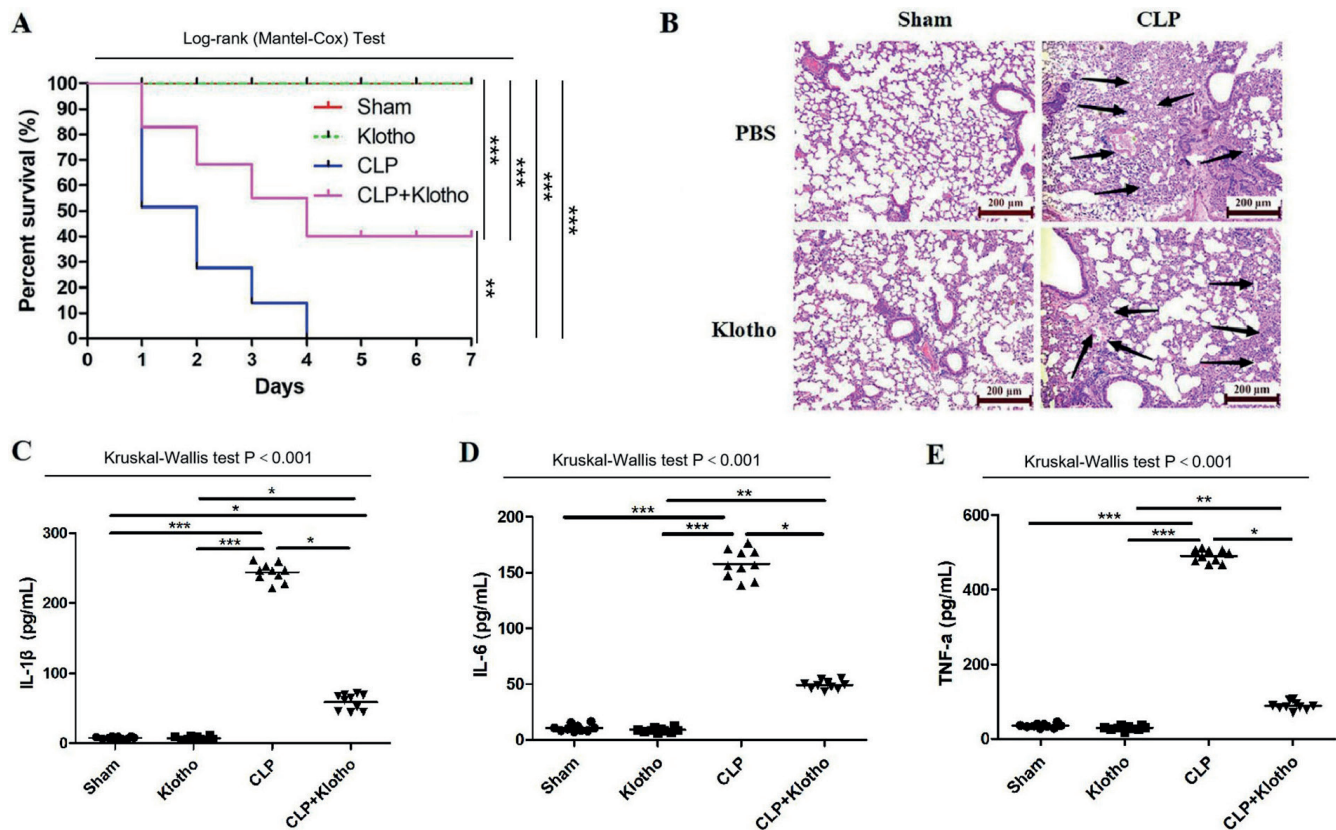 A
Log-rank (Mantel-Cox) Test
Percent survival (%)
100
90
80
70
60
50
40
30
20
10
0
0 1 2 3 4 5 6 7
Days
Sham
Klotho
CLP
CLP+Klotho
***
***
***
***
**
B
Sham CLP
PBS
Klotho
200 µm
200 µm
200 µm
200 µm
C
Kruskal-Wallis test P < 0.001
*
*
***
*** *
IL-1β (pg/mL)
300
200
100
0
Sham Klotho CLP CLP+Klotho
D
Kruskal-Wallis test P < 0.001
**
***
*** *
IL-6 (pg/mL)
200
150
100
50
0
Sham Klotho CLP CLP+Klotho
E
Kruskal-Wallis test P < 0.001
**
***
*** *
TNF-a (pg/mL)
600
400
200
0
Sham Klotho CLP CLP+Klotho